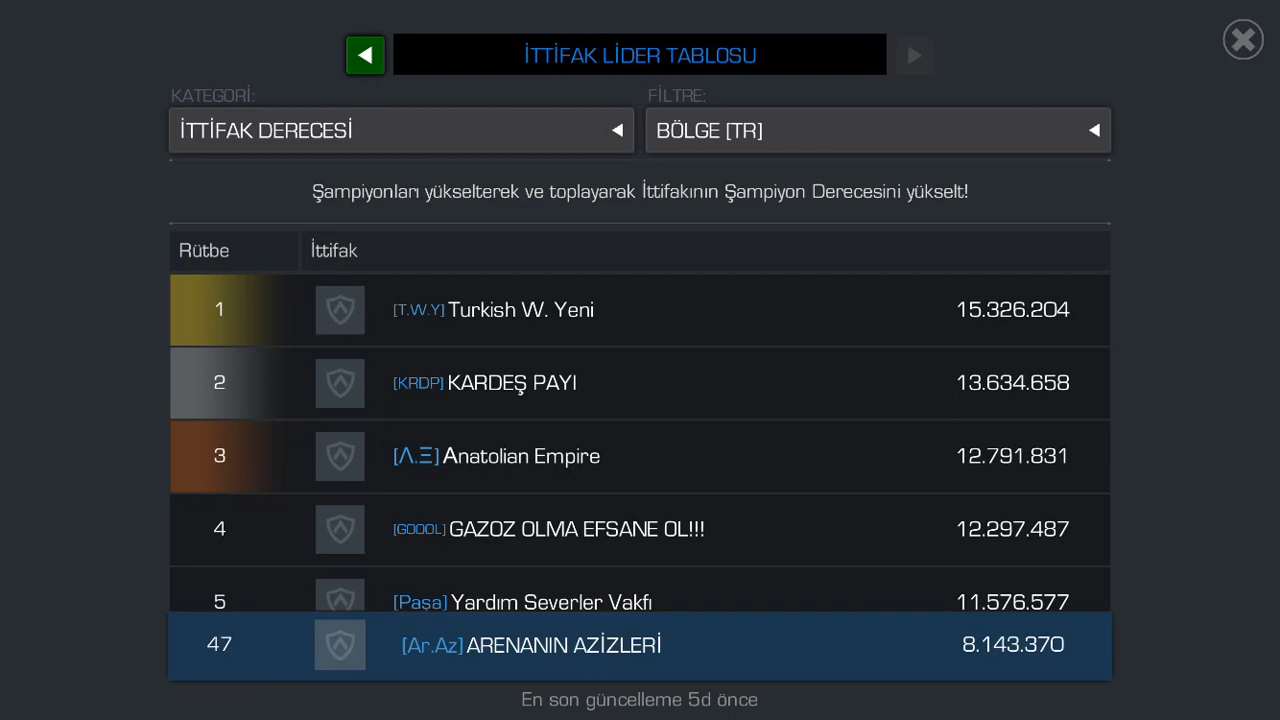 İTTİFAK LİDER TABLOSU
KATEGORİ: FİLTRE:
İTTİFAK DERECESİ BÖLGE [TR]
Şampiyonları yükselterek ve toplayarak İttifakının Şampiyon Derecesini yükselt!
Rütbe İttifak
1 [T.W.Y] Turkish W. Yeni 15.326.204
2 [KRDP] KARDEŞ PAYI 13.634.658
3 [Λ.Ξ] Anatolian Empire 12.791.831
4 [GOOOL] GAZOZ OLMA EFSANE OL!!! 12.297.487
5 [Paşa] Yardım Severler Vakfı 11.576.577
47 [Ar.Az] ARENANIN AZİZLERİ 8.143.370
En son güncelleme 5d önce